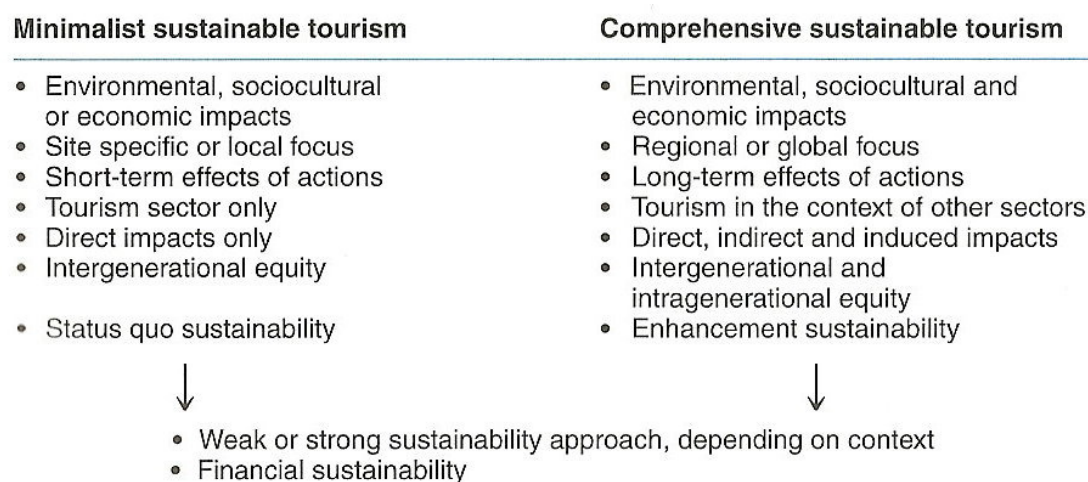 Minimalist sustainable tourism
• Environmental, sociocultural
or economic impacts
• Site specific or local focus
• Short-term effects of actions
• Tourism sector only
• Direct impacts only
• Intergenerational equity
• Status quo sustainability
Comprehensive sustainable tourism
• Environmental, sociocultural and
economic impacts
• Regional or global focus
• Long-term effects of actions
• Tourism in the context of other sectors
• Direct, indirect and induced impacts
• Intergenerational and
intragenerational equity
• Enhancement sustainability
• Weak or strong sustainability approach, depending on context
• Financial sustainability